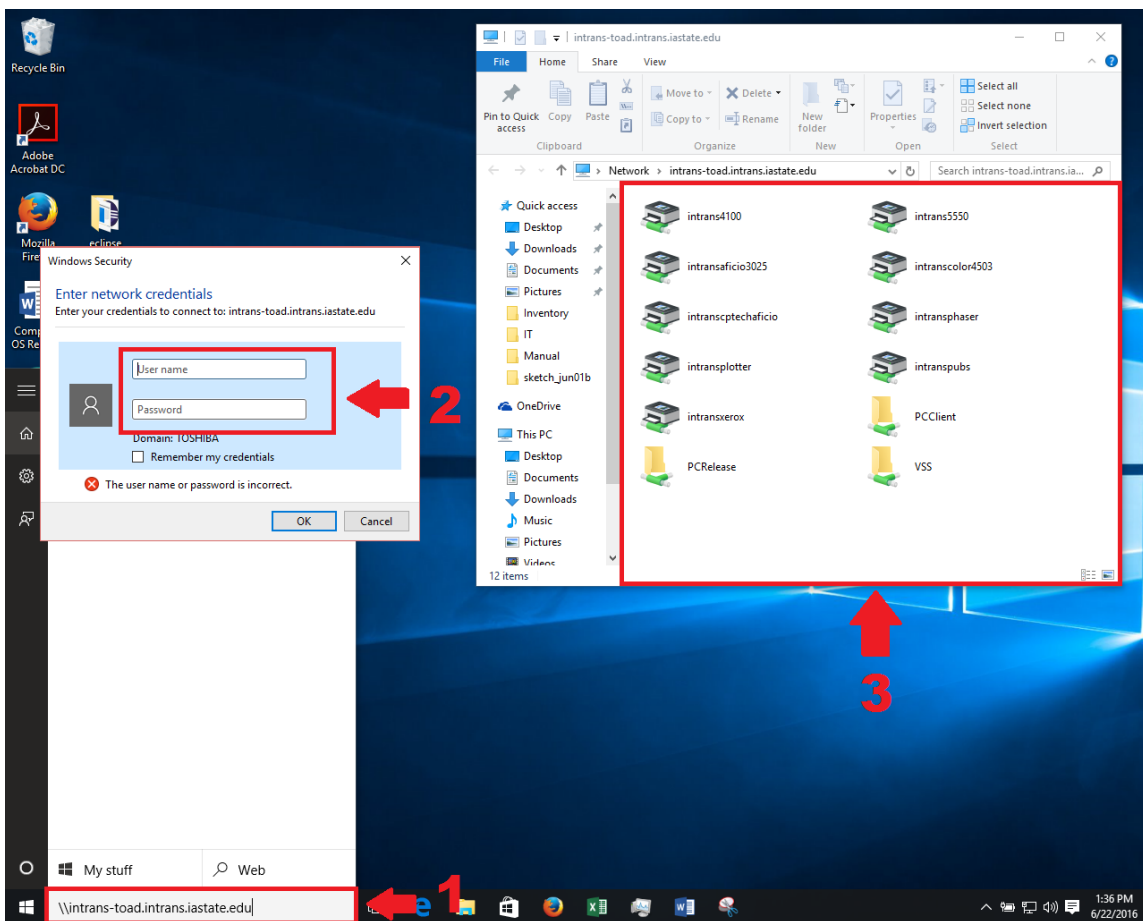 Recycle Bin
Adobe
Acrobat DC
Mozilla
Fire
eclipse
Comp
OS Re
Windows Security
Enter network credentials
Enter your credentials to connect to: intrans-toad.intrans.iastate.edu
User name
Password
Domain: TOSHIBA
Remember my credentials
The user name or password is incorrect.
OK Cancel
2
intrans-toad.intrans.iastate.edu
File Home Share View
Pin to Quick access
Copy
Paste
Move to
Copy to
Delete
Rename
New folder
Properties
Select all
Select none
Invert selection
Clipboard Organize New Open Select
Network > intrans-toad.intrans.iastate.edu
Search intrans-toad.intrans.ia...
Quick access
Desktop
Downloads
Documents
Pictures
Inventory
IT
Manual
sketch_jun01b
OneDrive
This PC
Desktop
Documents
Downloads
Music
Pictures
Videos
12 items
intrans4100 intrans5550
intransaficio3025 intranscolor4503
intranscptechaficio intransphaser
intransplotter intranspubs
intransxerox PCClient
PCRelease VSS
3
My stuff Web
\\intrans-toad.intrans.iastate.edu
1
1:36 PM
6/22/2016